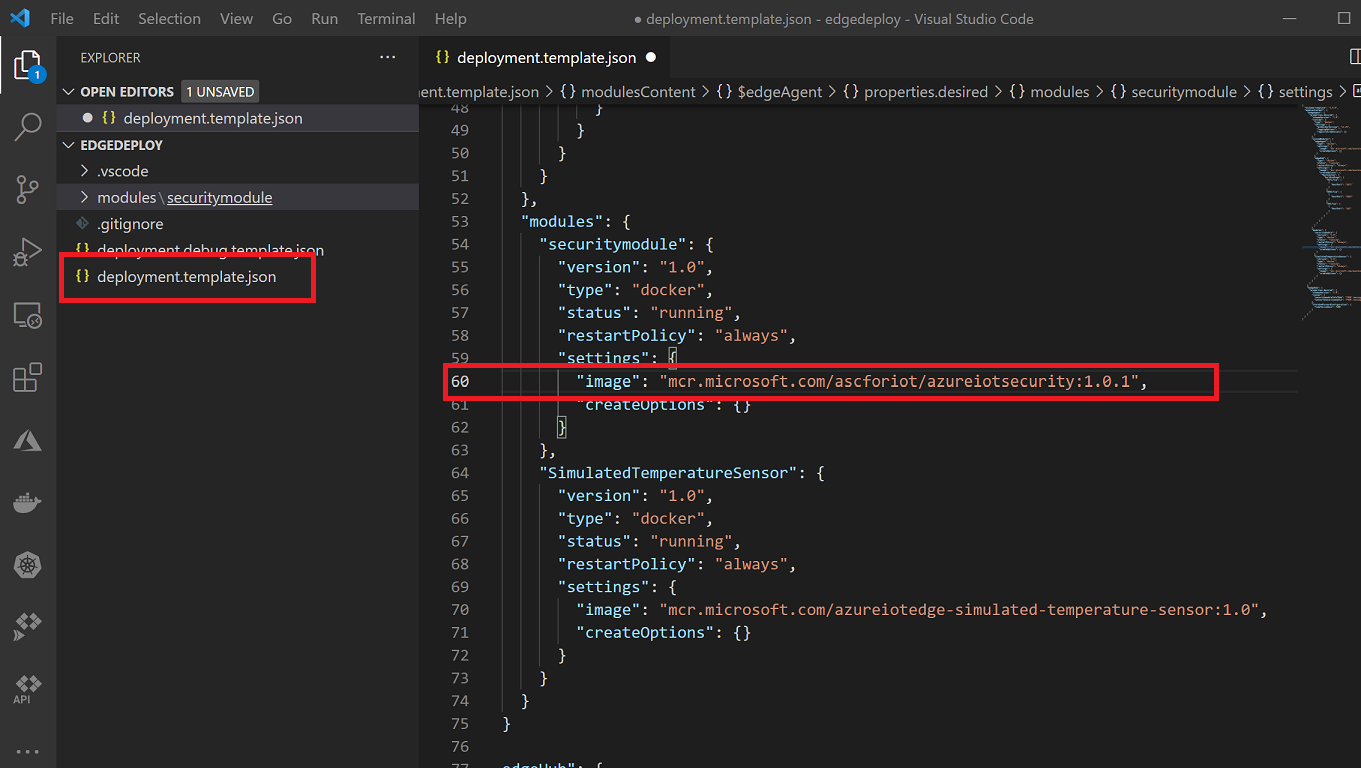 File Edit Selection View Go Run Terminal Help
● deployment.template.json - edgedeploy - Visual Studio Code
1
EXPLORER
OPEN EDITORS 1 UNSAVED
{} deployment.template.json
EDGEDEPLOY
.vscode
modules\securitymodule
.gitignore
{} deployment.debug.template.json
{} deployment.template.json
API
{} deployment.template.json ●
ent.template.json > {} modulesContent > {} $edgeAgent > {} properties.desired > {} modules > {} securitymodule > {} settings >
48 }
49 }
50 }
51 }
52 },
53 "modules": {
54 "securitymodule": {
55 "version": "1.0",
56 "type": "docker",
57 "status": "running",
58 "restartPolicy": "always",
59 "settings": {
60 "image": "mcr.microsoft.com/ascforiot/azureiotsecurity:1.0.1",
61 "createOptions": {}
62 }
63 },
64 "SimulatedTemperatureSensor": {
65 "version": "1.0",
66 "type": "docker",
67 "status": "running",
68 "restartPolicy": "always",
69 "settings": {
70 "image": "mcr.microsoft.com/azureiotedge-simulated-temperature-sensor:1.0",
71 "createOptions": {}
72 }
73 }
74 }
75 }
76
77 edgeHub": {